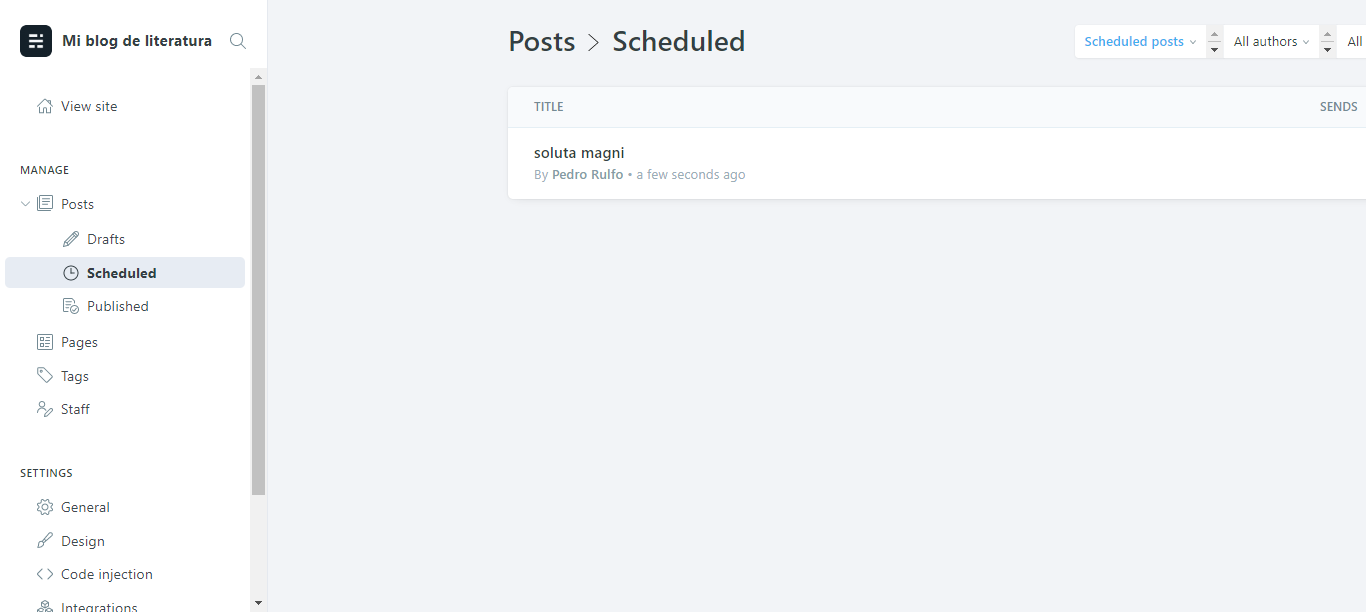 Mi blog de literatura
View site
MANAGE
Posts
Drafts
Scheduled
Published
Pages
Tags
Staff
SETTINGS
General
Design
Code injection
Integrations
Posts > Scheduled
Scheduled posts
All authors
All
TITLE
SENDS
soluta magni
By Pedro Rulfo • a few seconds ago